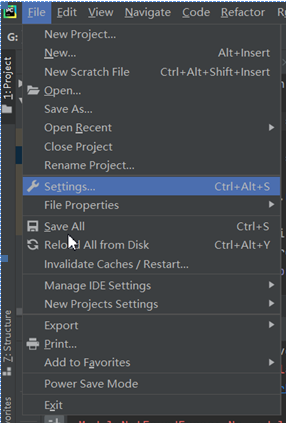 File Edit View Navigate Code Refactor
G:
New Project...
New... Alt+Insert
New Scratch File Ctrl+Alt+Shift+Insert
Open...
Save As...
Open Recent
Close Project
Rename Project...
Settings... Ctrl+Alt+S
File Properties
Save All Ctrl+S
Reload All from Disk Ctrl+Alt+Y
Invalidate Caches / Restart...
Manage IDE Settings
New Projects Settings
Export
Print...
Add to Favorites
Power Save Mode
Exit
1: Project
Z: Structure